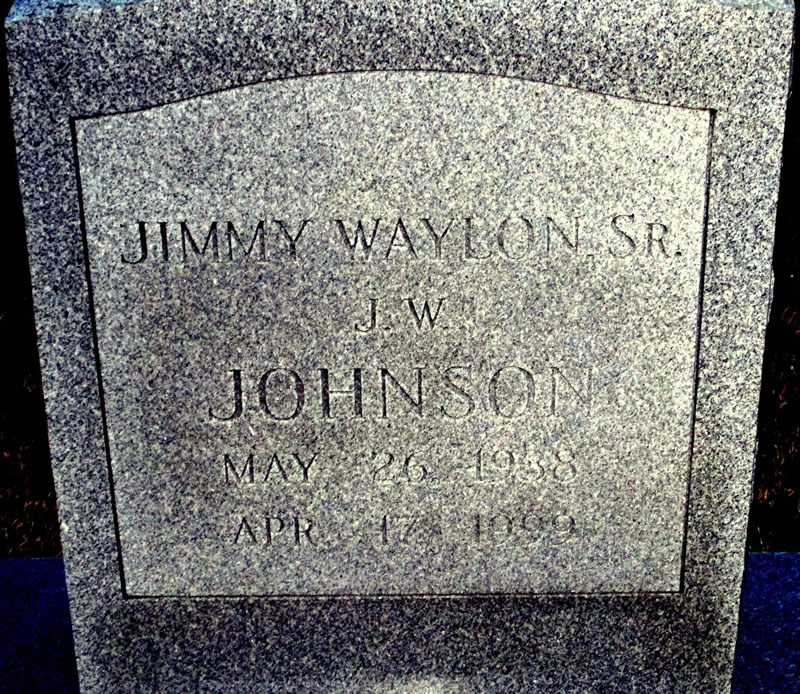 JIMMY WAYLON, SR.
J. W.
JOHNSON
MAY 26, 1958
APR. 17, 1999